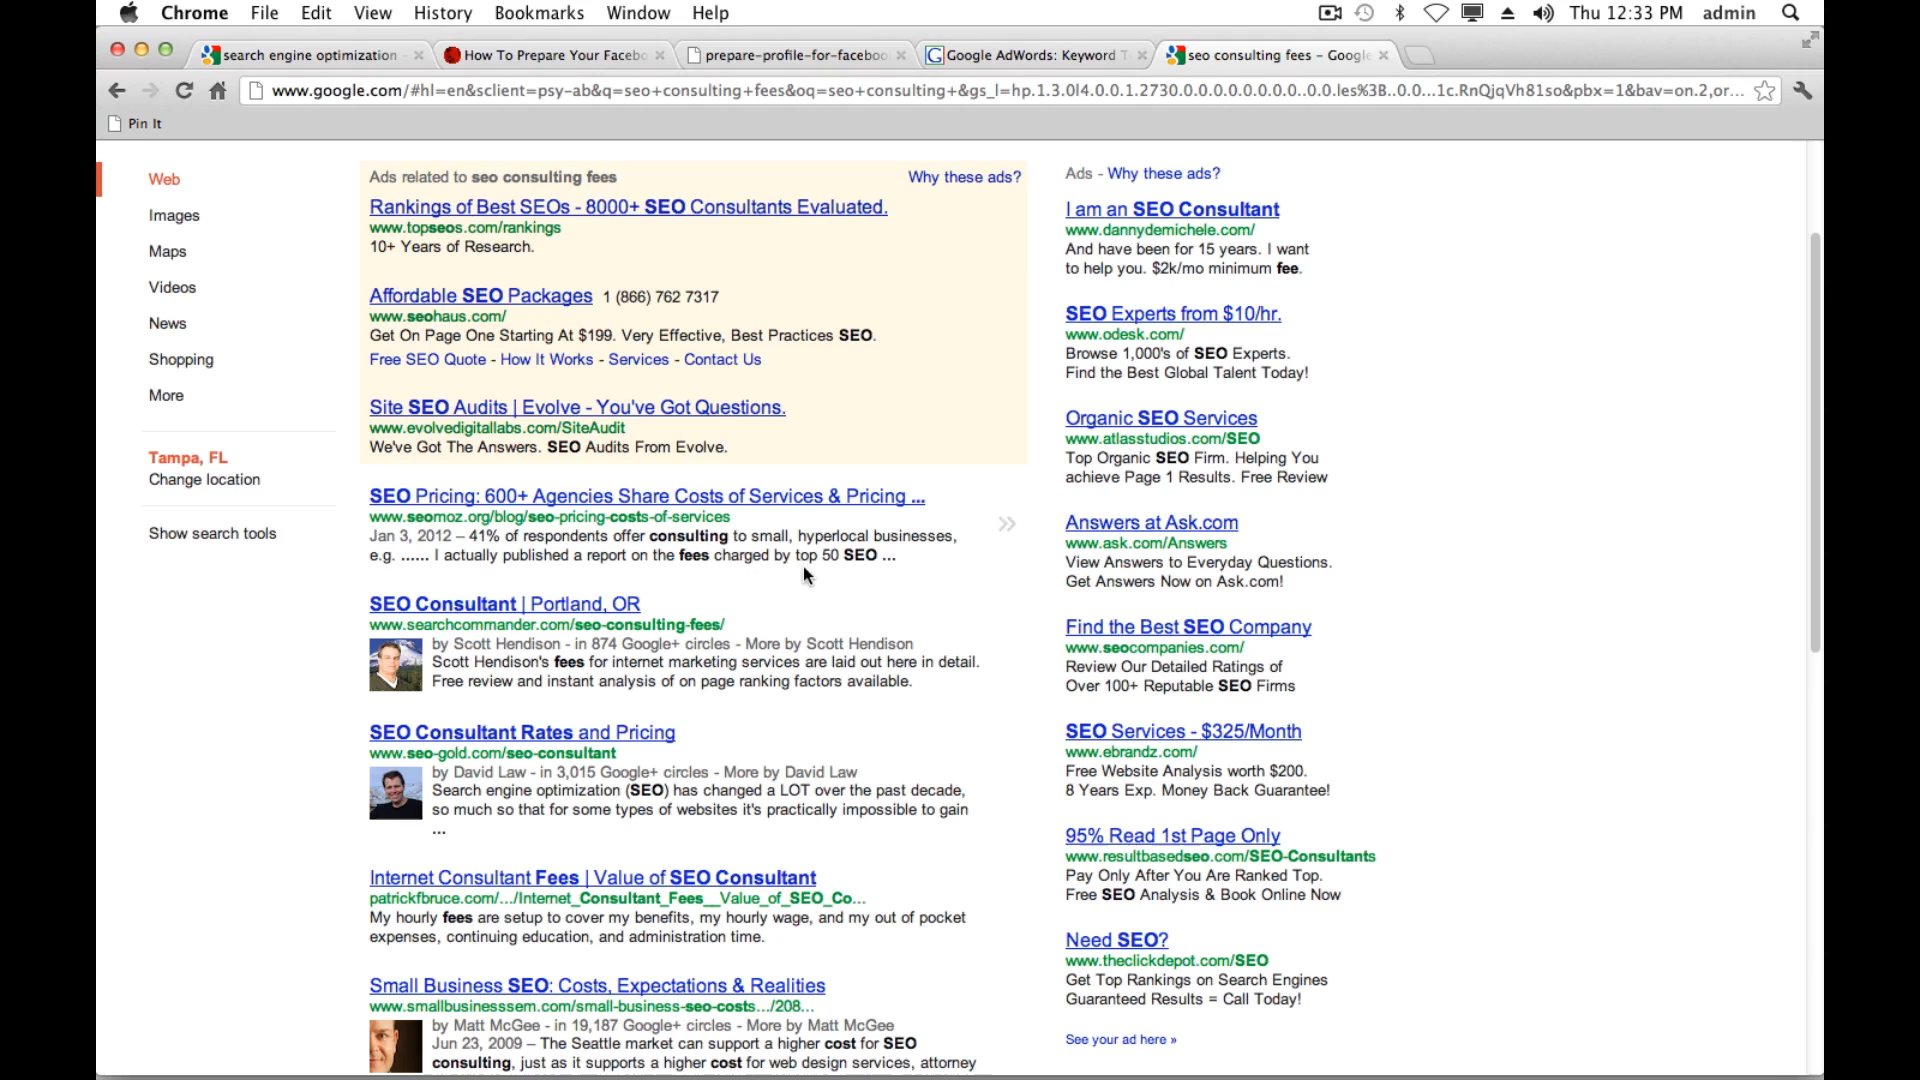 Chrome File Edit View History Bookmarks Window Help Thu 12:33 PM admin
search engine optimization
How To Prepare Your Facebo
prepare-profile-for-faceboo
Google AdWords: Keyword T
seo consulting fees – Google
www.google.com/#hl=en&sclient=psy-ab&q=seo+consulting+fees&oq=seo+consulting+&gs_l=hp.1.3.0l4.0.0.1.2730.0.0.0.0.0.0.0.0..0.0.les%3B..0.0...1c.RnQjqVh81so&pbx=1&bav=on.2,or...
Pin It
Web
Images
Maps
Videos
News
Shopping
More
Tampa, FL
Change location
Show search tools
Ads related to seo consulting fees
Why these ads?
Rankings of Best SEOs - 8000+ SEO Consultants Evaluated.
www.topseos.com/rankings
10+ Years of Research.
Affordable SEO Packages 1 (866) 762 7317
www.seohaus.com/
Get On Page One Starting At $199. Very Effective, Best Practices SEO.
Free SEO Quote - How It Works - Services - Contact Us
Site SEO Audits | Evolve - You've Got Questions.
www.evolvedigitallabs.com/SiteAudit
We've Got The Answers. SEO Audits From Evolve.
SEO Pricing: 600+ Agencies Share Costs of Services & Pricing ...
www.seomoz.org/blog/seo-pricing-costs-of-services
Jan 3, 2012 – 41% of respondents offer consulting to small, hyperlocal businesses,
e.g. ...... I actually published a report on the fees charged by top 50 SEO ...
SEO Consultant | Portland, OR
www.searchcommander.com/seo-consulting-fees/
by Scott Hendison - in 874 Google+ circles - More by Scott Hendison
Scott Hendison's fees for internet marketing services are laid out here in detail.
Free review and instant analysis of on page ranking factors available.
SEO Consultant Rates and Pricing
www.seo-gold.com/seo-consultant
by David Law - in 3,015 Google+ circles - More by David Law
Search engine optimization (SEO) has changed a LOT over the past decade,
so much so that for some types of websites it's practically impossible to gain
...
Internet Consultant Fees | Value of SEO Consultant
patrickfbruce.com/.../Internet_Consultant_Fees__Value_of_SEO_Co...
My hourly fees are setup to cover my benefits, my hourly wage, and my out of pocket
expenses, continuing education, and administration time.
Small Business SEO: Costs, Expectations & Realities
www.smallbusinesssem.com/small-business-seo-costs.../208...
by Matt McGee - in 19,187 Google+ circles - More by Matt McGee
Jun 23, 2009 – The Seattle market can support a higher cost for SEO
consulting, just as it supports a higher cost for web design services, attorney
Ads - Why these ads?
I am an SEO Consultant
www.dannydemichele.com/
And have been for 15 years. I want
to help you. $2k/mo minimum fee.
SEO Experts from $10/hr.
www.odesk.com/
Browse 1,000's of SEO Experts.
Find the Best Global Talent Today!
Organic SEO Services
www.atlasstudios.com/SEO
Top Organic SEO Firm. Helping You
achieve Page 1 Results. Free Review
Answers at Ask.com
www.ask.com/Answers
View Answers to Everyday Questions.
Get Answers Now on Ask.com!
Find the Best SEO Company
www.seocompanies.com/
Review Our Detailed Ratings of
Over 100+ Reputable SEO Firms
SEO Services - $325/Month
www.ebrandz.com/
Free Website Analysis worth $200.
8 Years Exp. Money Back Guarantee!
95% Read 1st Page Only
www.resultbasedseo.com/SEO-Consultants
Pay Only After You Are Ranked Top.
Free SEO Analysis & Book Online Now
Need SEO?
www.theclickdepot.com/SEO
Get Top Rankings on Search Engines
Guaranteed Results = Call Today!
See your ad here »